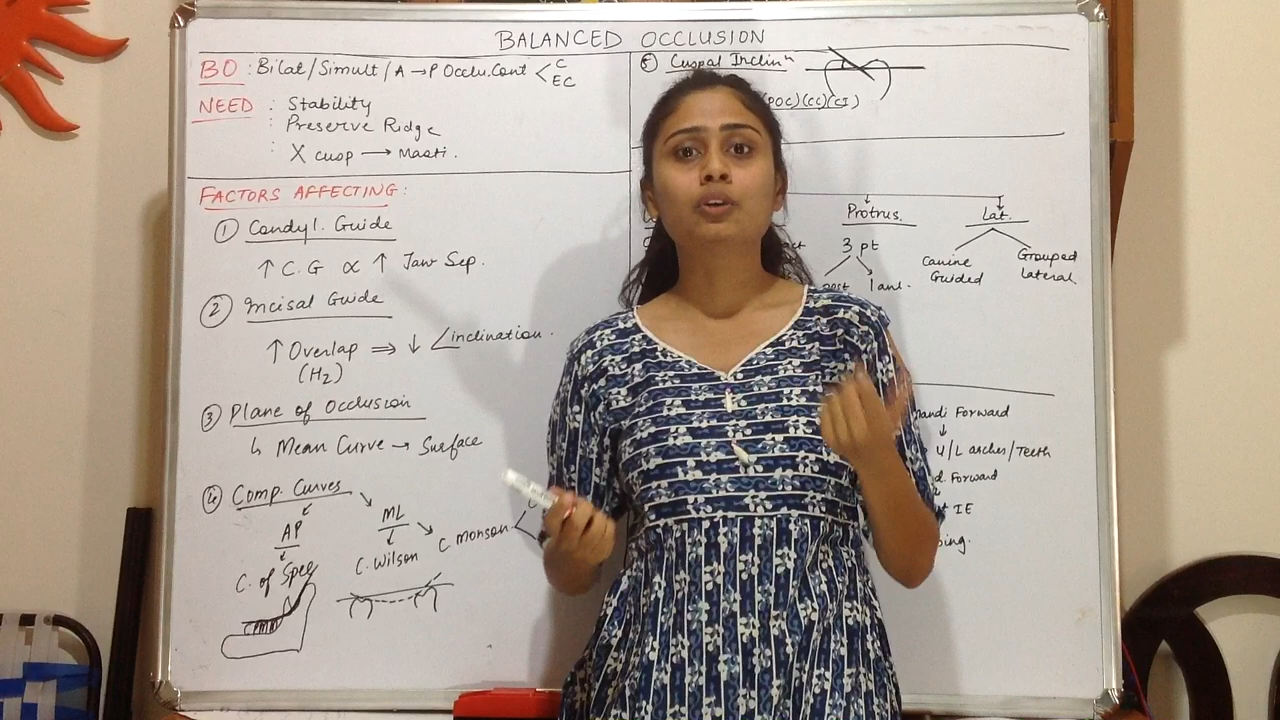 BALANCED OCCLUSION
BO : Bilat/Simult/A→P Occlu.Cont < C
EC
NEED : Stability
: Preserve Ridge
: X cusp → Masti.
FACTORS AFFECTING :
① Condyl. Guide
↑ C.G ∝ ↑ Jaw Sep.
② Incisal Guide
↑ Overlap ⇒ ↓ ∠inclination.
(H2)
③ Plane of Occlusion
↳ Mean Curve → Surface
④ Comp. Curves
AP
C. of Spee
ML
C. Wilson
C monson
⑤ Cuspal Inclinⁿ
(POC)(CC)(CI)
Protrus.
3 pt
post
1 ant.
Lat.
Canine
Guided
Grouped
Lateral
Forward
↓
U/L arches/Teeth
Forward
IE